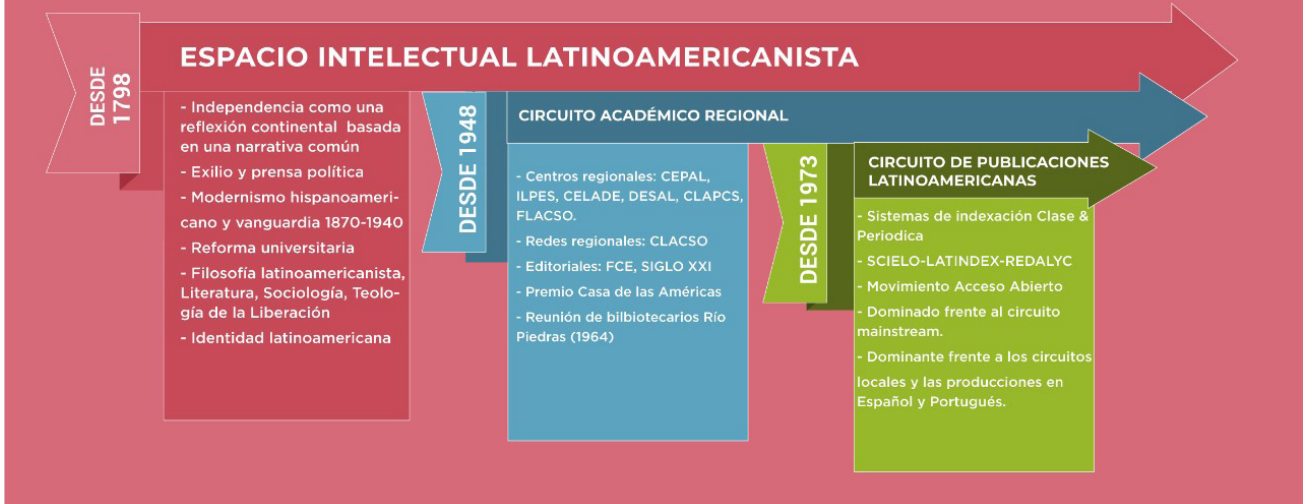 ESPACIO INTELECTUAL LATINOAMERICANISTA
DESDE
1798
- Independencia como una
reflexión continental basada
en una narrativa común
- Exilio y prensa política
- Modernismo hispanoameri-
cano y vanguardia 1870-1940
- Reforma universitaria
- Filosofía latinoamericanista,
Literatura, Sociología, Teolo-
gía de la Liberación
- Identidad latinoamericana
DESDE 1948
CIRCUITO ACADÉMICO REGIONAL
- Centros regionales: CEPAL,
ILPES, CELADE, DESAL, CLAPCS,
FLACSO.
- Redes regionales: CLACSO
- Editoriales: FCE, SIGLO XXI
- Premio Casa de las Américas
- Reunión de bilbiotecarios Río
Piedras (1964)
DESDE 1973
CIRCUITO DE PUBLICACIONES
LATINOAMERICANAS
- Sistemas de indexación Clase &
Periodica
- SCIELO-LATINDEX-REDALYC
- Movimiento Acceso Abierto
- Dominado frente al circuito
mainstream.
- Dominante frente a los circuitos
locales y las producciones en
Español y Portugués.